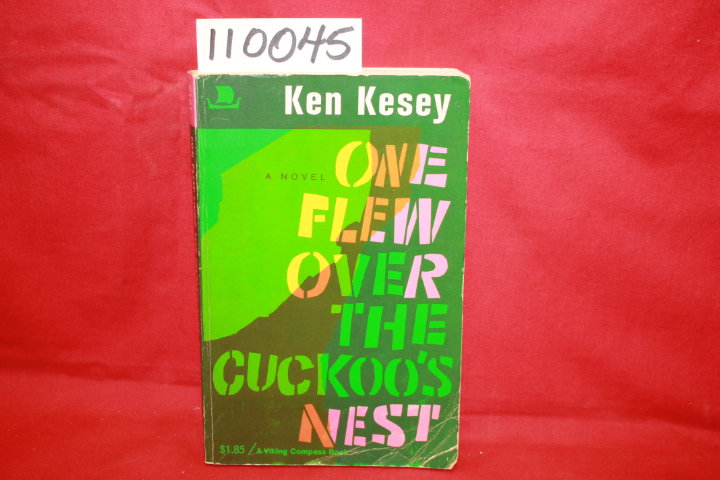 110045
Ken Kesey
A NOVEL
ONE
FLEW
OVER
THE
CUCKOO'S
NEST
$1.85 / A Viking Compass Book